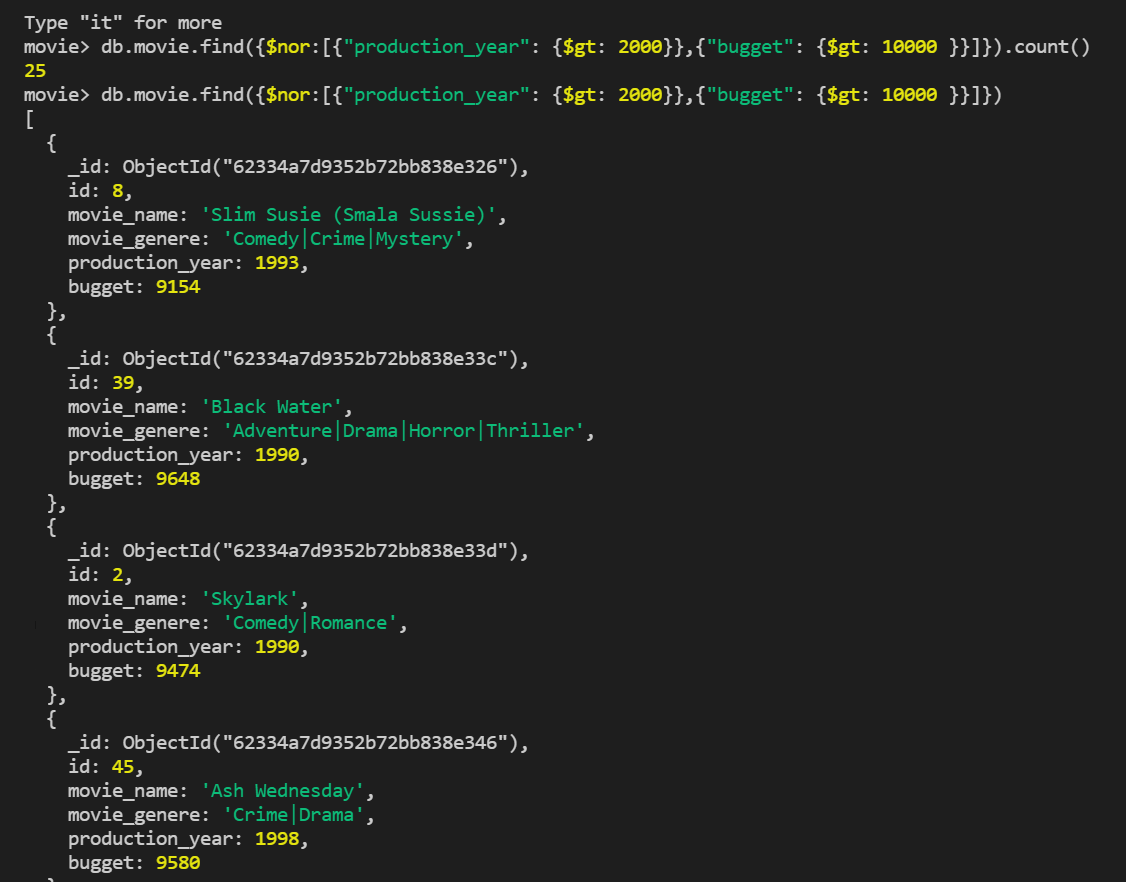 Type "it" for more
movie> db.movie.find({$nor:[{"production_year": {$gt: 2000}},{"bugget": {$gt: 10000 }}]}).count()
25
movie> db.movie.find({$nor:[{"production_year": {$gt: 2000}},{"bugget": {$gt: 10000 }}]})
[
  {
    _id: ObjectId("62334a7d9352b72bb838e326"),
    id: 8,
    movie_name: 'Slim Susie (Smala Sussie)',
    movie_genere: 'Comedy|Crime|Mystery',
    production_year: 1993,
    bugget: 9154
  },
  {
    _id: ObjectId("62334a7d9352b72bb838e33c"),
    id: 39,
    movie_name: 'Black Water',
    movie_genere: 'Adventure|Drama|Horror|Thriller',
    production_year: 1990,
    bugget: 9648
  },
  {
    _id: ObjectId("62334a7d9352b72bb838e33d"),
    id: 2,
    movie_name: 'Skylark',
    movie_genere: 'Comedy|Romance',
    production_year: 1990,
    bugget: 9474
  },
  {
    _id: ObjectId("62334a7d9352b72bb838e346"),
    id: 45,
    movie_name: 'Ash Wednesday',
    movie_genere: 'Crime|Drama',
    production_year: 1998,
    bugget: 9580